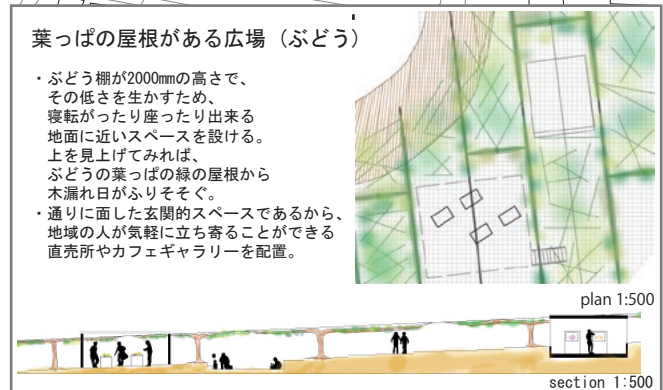 葉っぱの屋根がある広場（ぶどう）
・ぶどう棚が2000mmの高さで、
その低さを生かすため、
寝転がったり座ったり出来る
地面に近いスペースを設ける。
上を見上げてみれば、
ぶどうの葉っぱの緑の屋根から
木漏れ日がふりそそぐ。
・通りに面した玄関的スペースであるから、
地域の人が気軽に立ち寄ることができる
直売所やカフェギャラリーを配置。
plan 1:500
section 1:500